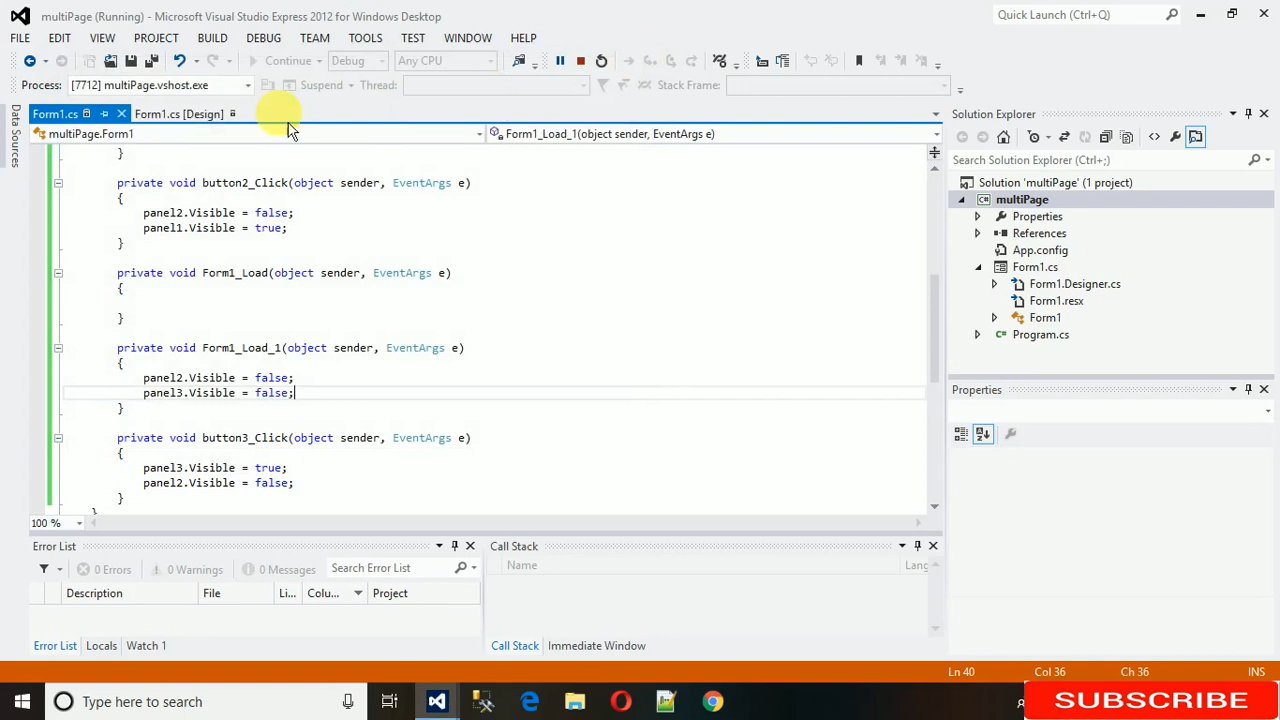 multiPage (Running) - Microsoft Visual Studio Express 2012 for Windows Desktop
Quick Launch (Ctrl+Q)
FILE EDIT VIEW PROJECT BUILD DEBUG TEAM TOOLS TEST WINDOW HELP
Continue Debug Any CPU
Process: [7712] multiPage.vshost.exe Suspend Thread: Stack Frame:
Data Sources
Form1.cs Form1.cs [Design]
multiPage.Form1 Form1_Load_1(object sender, EventArgs e)
}
private void button2_Click(object sender, EventArgs e)
{
panel2.Visible = false;
panel1.Visible = true;
}
private void Form1_Load(object sender, EventArgs e)
{
}
private void Form1_Load_1(object sender, EventArgs e)
{
panel2.Visible = false;
panel3.Visible = false;
}
private void button3_Click(object sender, EventArgs e)
{
panel3.Visible = true;
panel2.Visible = false;
}
}
100 %
Solution Explorer
Search Solution Explorer (Ctrl+;)
Solution 'multiPage' (1 project)
multiPage
Properties
References
App.config
Form1.cs
Form1.Designer.cs
Form1.resx
Form1
Program.cs
Properties
Error List
0 Errors 0 Warnings 0 Messages Search Error List
Description File Li... Colu... Project
Error List Locals Watch 1
Call Stack
Name Lang
Call Stack Immediate Window
Ln 40 Col 36 Ch 36 INS
Type here to search
SUBSCRIBE